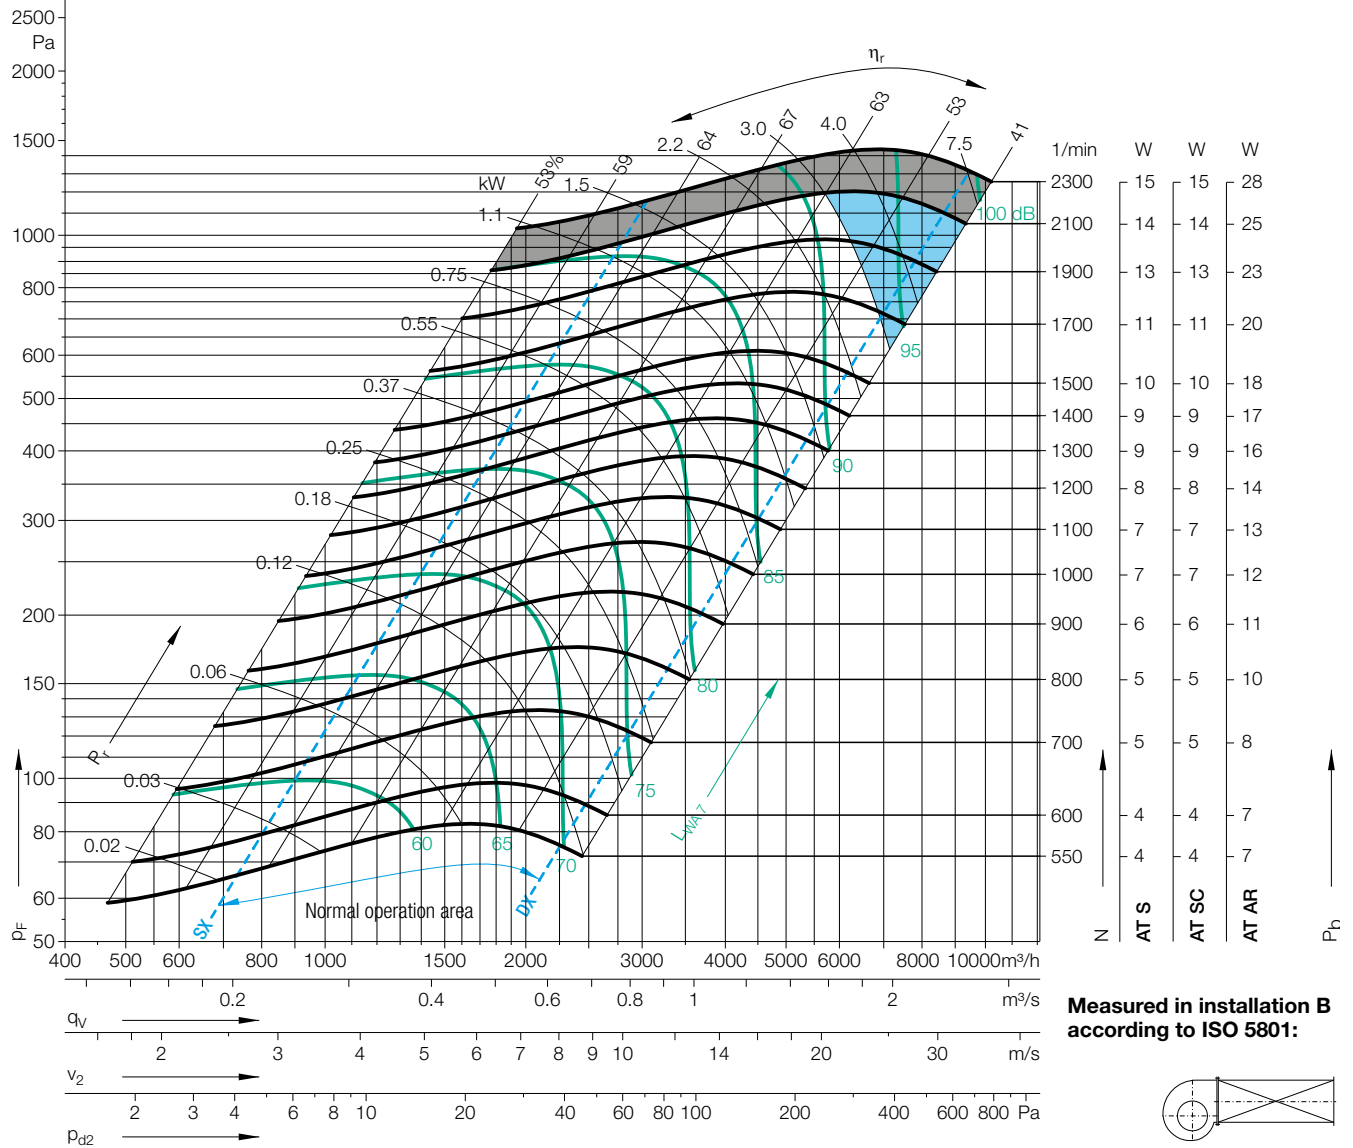 2500
Pa
2000
1500
1000
800
600
500
400
300
200
150
100
80
60
50
pF
ηr
53%
59
64
67
63
53
41
kW
1.1
1.5
2.2
3.0
4.0
7.5
0.75
0.55
0.37
0.25
0.18
0.12
0.06
0.03
0.02
Pr
100 dB
95
90
85
80
75
70
65
60
LWA7
SX
DX
Normal operation area
1/min W W W
2300 15 15 28
2100 14 14 25
1900 13 13 23
1700 11 11 20
1500 10 10 18
1400 9 9 17
1300 9 9 16
1200 8 8 14
1100 7 7 13
1000 7 7 12
900 6 6 11
800 5 5 10
700 5 5 8
600 4 4 7
550 4 4 7
N AT S AT SC AT AR Pb
400 500 600 800 1000 1500 2000 3000 4000 5000 6000 8000 10000 m³/h
0.2 0.4 0.6 0.8 1 2 m³/s
qV
2 3 4 5 6 7 8 9 10 14 20 30 m/s
v2
2 3 4 6 8 10 20 40 60 80 100 200 400 600 800 Pa
pd2
Measured in installation B
according to ISO 5801: